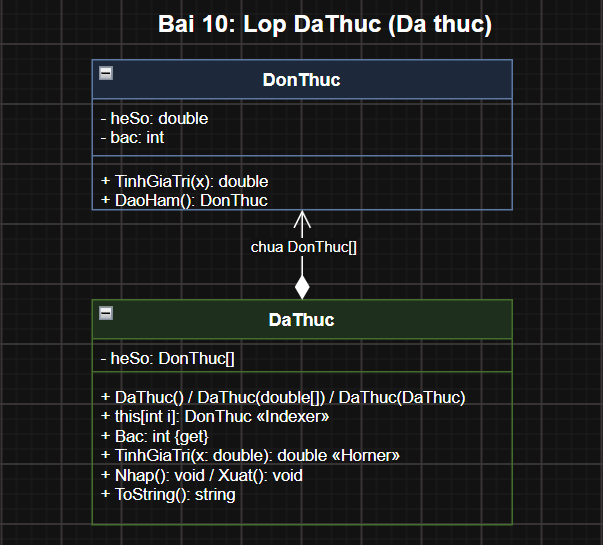 Bai 10: Lop DaThuc (Da thuc)
DonThuc
- heSo: double
- bac: int
+ TinhGiaTri(x): double
+ DaoHam(): DonThuc
chua DonThuc[]
DaThuc
- heSo: DonThuc[]
+ DaThuc() / DaThuc(double[]) / DaThuc(DaThuc)
+ this[int i]: DonThuc «Indexer»
+ Bac: int {get}
+ TinhGiaTri(x: double): double «Horner»
+ Nhap(): void / Xuat(): void
+ ToString(): string